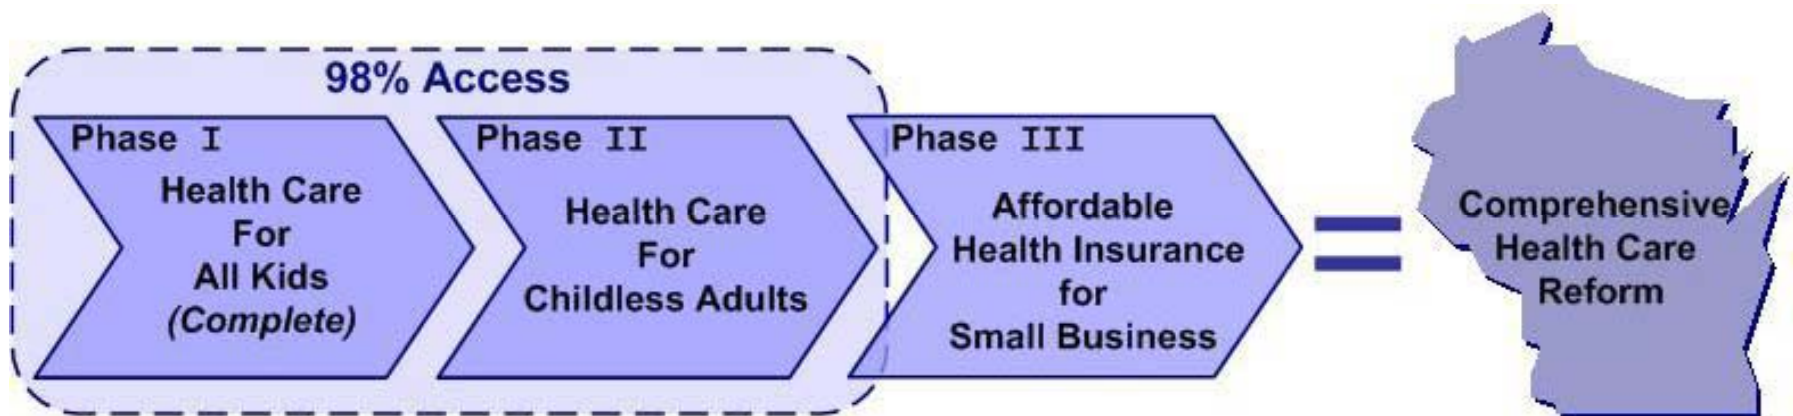 98% Access
Phase I
Health Care
For
All Kids
(Complete)
Phase II
Health Care
For
Childless Adults
Phase III
Affordable
Health Insurance
for
Small Business
Comprehensive
Health Care
Reform